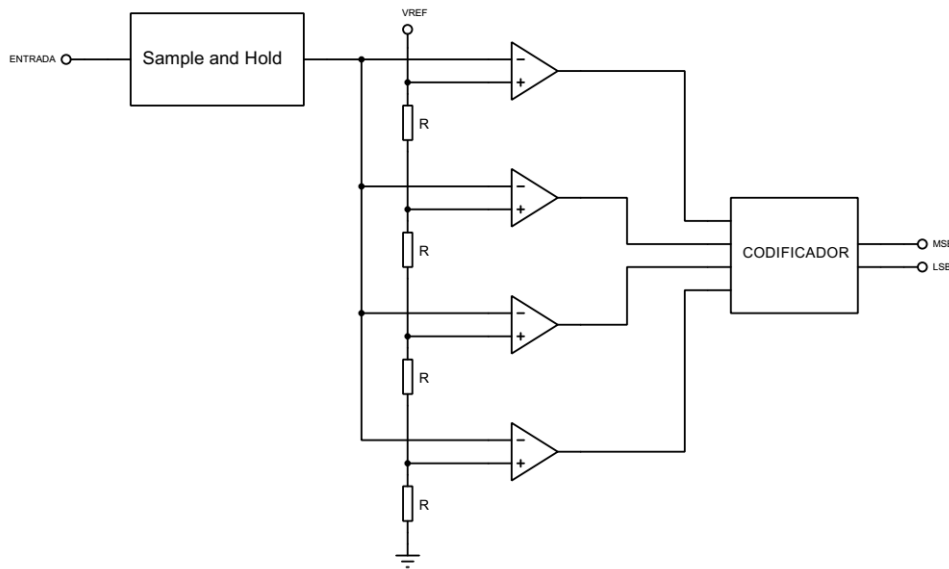 VREF
ENTRADA
Sample and Hold
−
+
R
−
+
R
CODIFICADOR
MSB
LSB
−
+
R
−
+
R